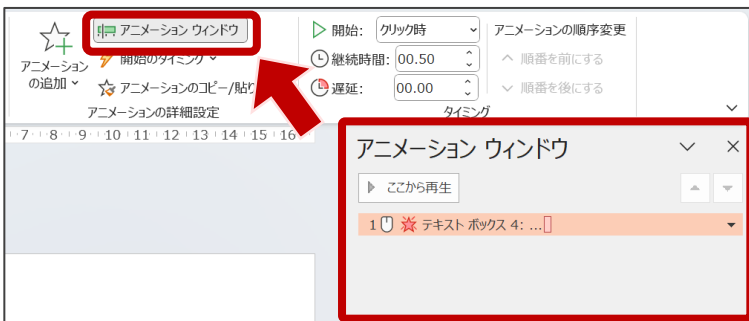 アニメーション ウィンドウ
アニメーション
の追加
開始のタイミング
アニメーションのコピー/貼り
アニメーションの詳細設定
開始: クリック時
継続時間: 00.50
遅延: 00.00
アニメーションの順序変更
順番を前にする
順番を後にする
タイミング
7 8 9 10 11 12 13 14 15 16
アニメーション ウィンドウ
ここから再生
1 テキスト ボックス 4: ...